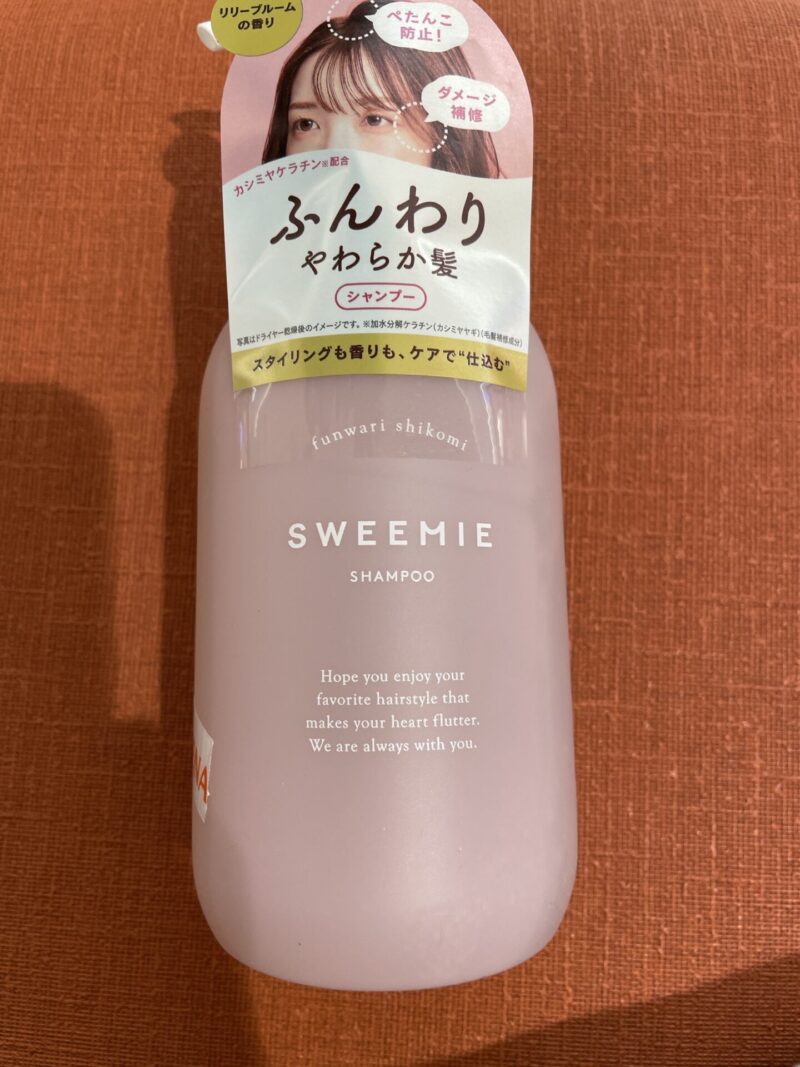 リリーブルーム
の香り
ぺたんこ
防止!
ダメージ
補修
カシミヤケラチン※配合
ふんわり
やわらか髪
シャンプー
写真はドライヤー乾燥後のイメージです。※加水分解ケラチン(カシミヤヤギ)(毛髪補修成分)
スタイリングも香りも、ケアで“仕込む”
funwari shikomi
SWEEMIE
SHAMPOO
Hope you enjoy your
favorite hairstyle that
makes your heart flutter.
We are always with you.